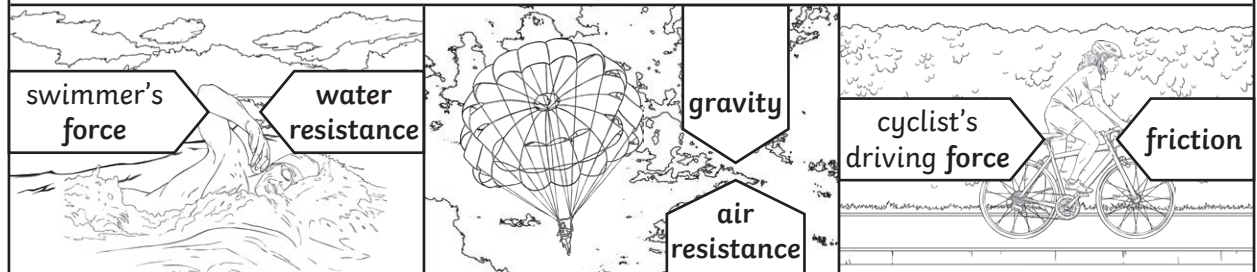 swimmer's
force
water
resistance
gravity
air
resistance
cyclist's
driving force
friction